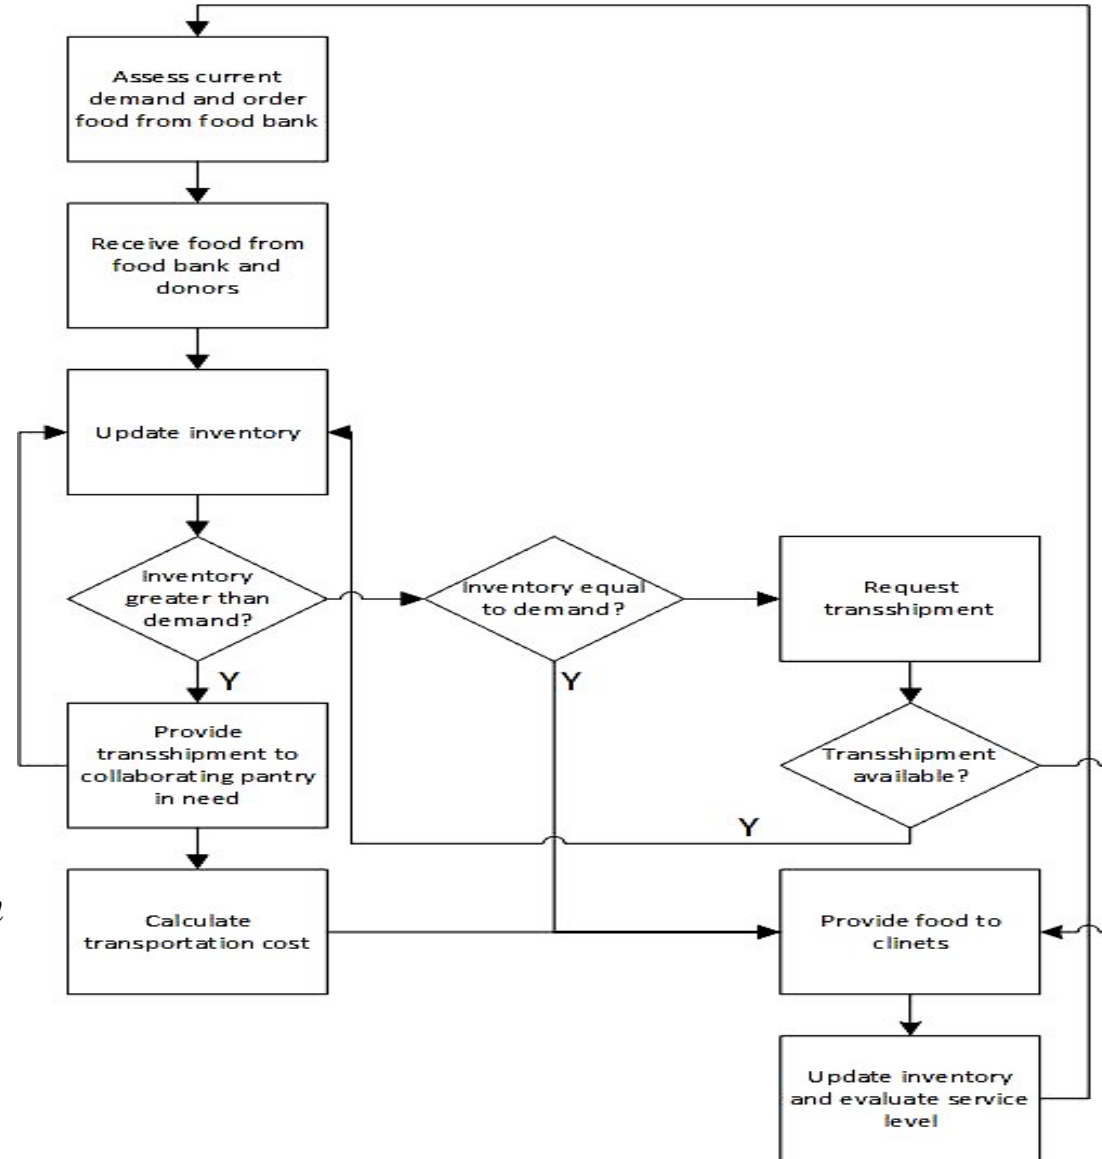 Assess current
demand and order
food from food bank
Receive food from
food bank and
donors
Update inventory
Inventory
greater than
demand?
Inventory equal
to demand?
Request
transshipment
Y
Y
Provide
transshipment to
collaborating pantry
in need
Transshipment
available?
Y
Calculate
transportation cost
Provide food to
clinets
Update inventory
and evaluate service
level